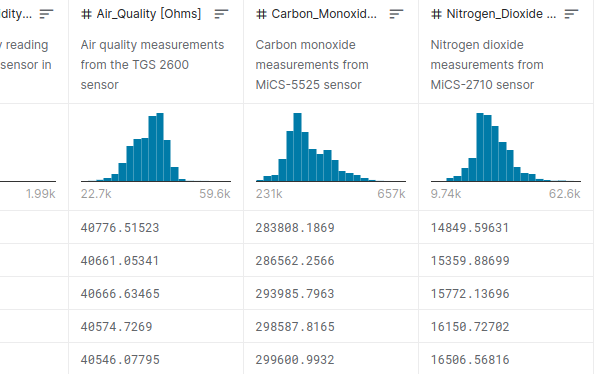 dity...
# Air_Quality [Ohms]
# Carbon_Monoxid...
# Nitrogen_Dioxide ...
y reading
sensor in
Air quality measurements
from the TGS 2600
sensor
Carbon monoxide
measurements from
MiCS-5525 sensor
Nitrogen dioxide
measurements from
MiCS-2710 sensor
1.99k
22.7k 59.6k
231k 657k
9.74k 62.6k
40776.51523 283808.1869 14849.59631
40661.05341 286562.2566 15359.88699
40666.63465 293985.7963 15772.13696
40574.7269 298587.8165 16150.72702
40546.07795 299600.9932 16506.56816